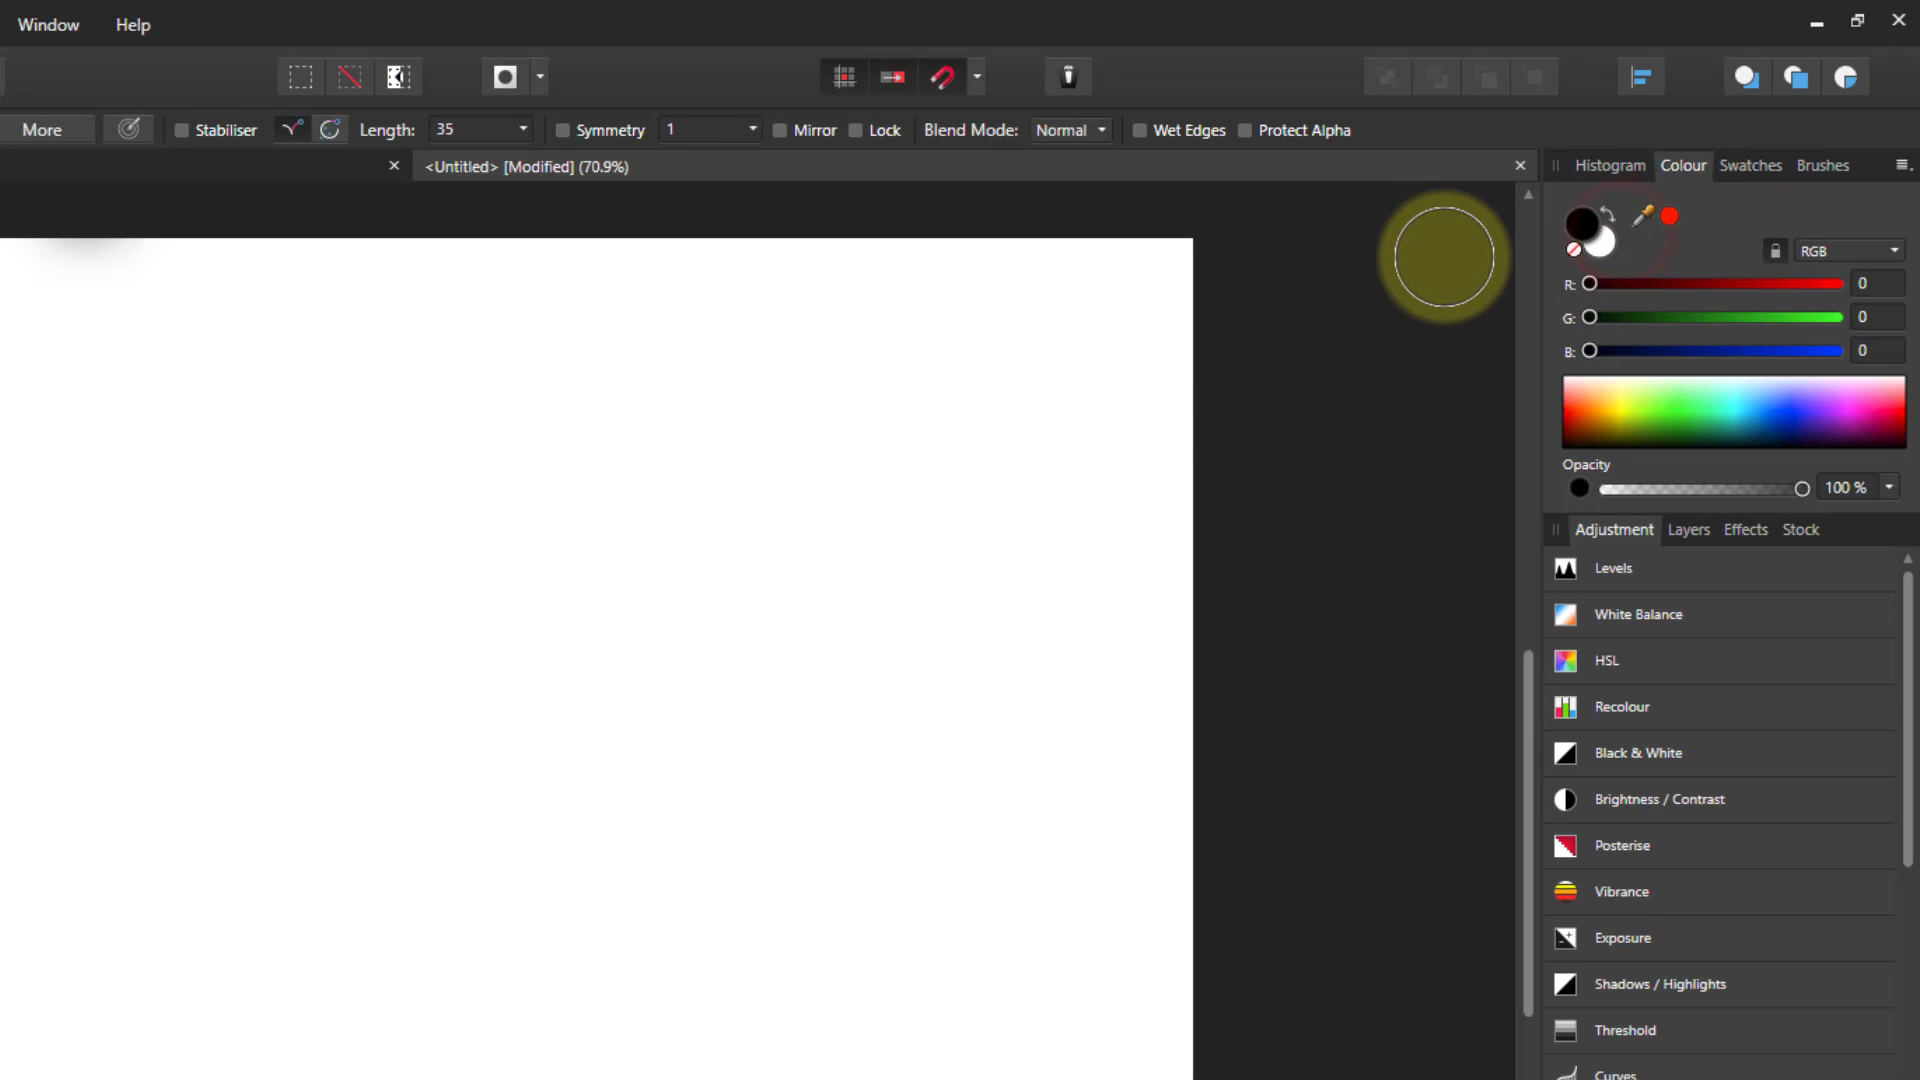 Window Help
More Stabiliser Length: 35 Symmetry 1 Mirror Lock Blend Mode: Normal Wet Edges Protect Alpha
<Untitled> [Modified] (70.9%)
Histogram Colour Swatches Brushes
RGB
R: 0
G: 0
B: 0
Opacity
100 %
Adjustment Layers Effects Stock
Levels
White Balance
HSL
Recolour
Black & White
Brightness / Contrast
Posterise
Vibrance
Exposure
Shadows / Highlights
Threshold
Curves